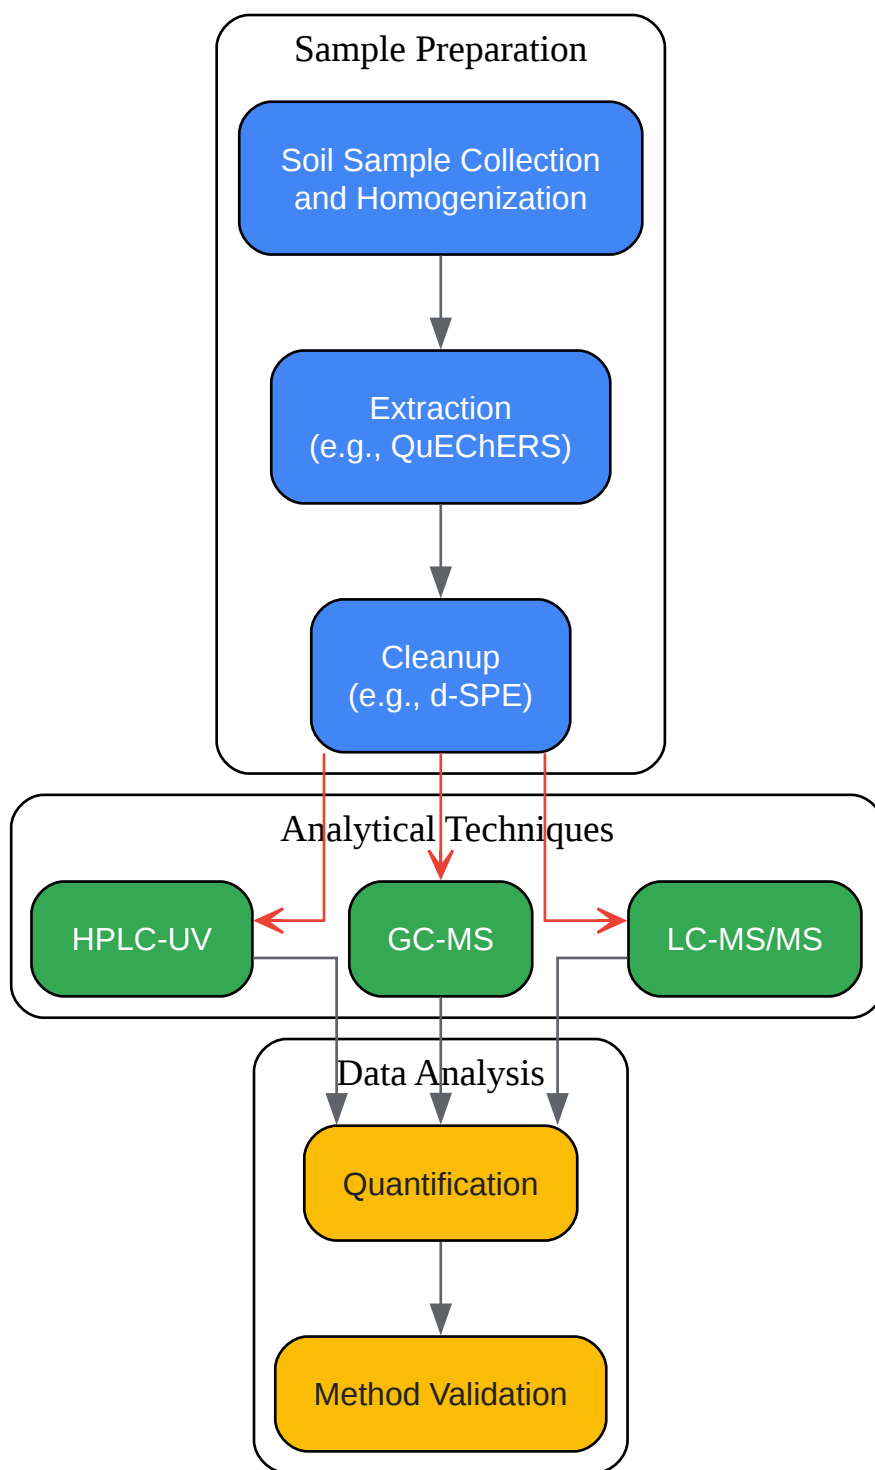 Sample Preparation
Soil Sample Collection
and Homogenization
Extraction
(e.g., QuEChERS)
Cleanup
(e.g., d-SPE)
Analytical Techniques
HPLC-UV
GC-MS
LC-MS/MS
Data Analysis
Quantification
Method Validation